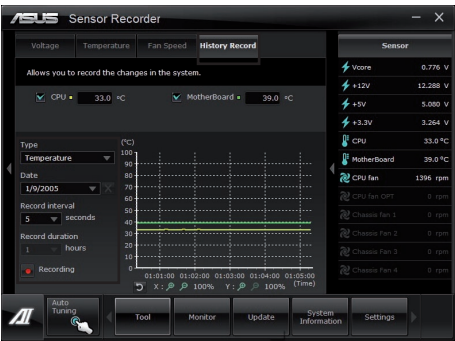 ASUS Sensor Recorder
Voltage Temperature Fan Speed History Record
Allows you to record the changes in the system.
CPU 33.0 ºC MotherBoard 39.0 ºC
Type
Temperature
Date
1/9/2005
Record interval
5 seconds
Record duration
1 hours
Recording
(ºC)
100
90
80
70
60
50
40
30
20
10
0
01:01:00 01:02:00 01:03:00 01:04:00 01:05:00
(Time)
X : 100% Y : 100%
Sensor
Vcore 0.776 V
+12V 12.288 V
+5V 5.080 V
+3.3V 3.264 V
CPU 33.0 ºC
MotherBoard 39.0 ºC
CPU fan 1396 rpm
CPU fan OPT 0 rpm
Chassis fan 1 0 rpm
Chassis Fan 2 0 rpm
Chassis Fan 3 0 rpm
Chassis Fan 4 0 rpm
Auto
Tuning
Tool
Monitor
Update
System
Information
Settings